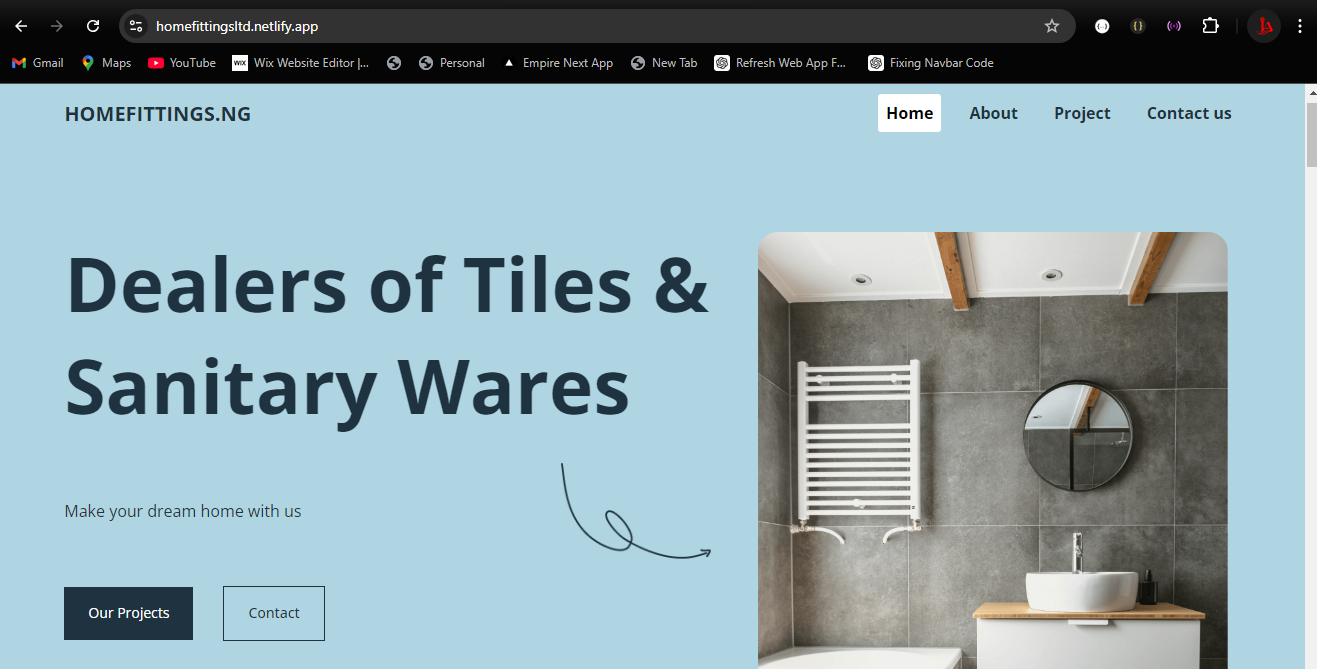 homefittingsltd.netlify.app
Gmail Maps YouTube WiX Wix Website Editor |... Personal Empire Next App New Tab Refresh Web App F... Fixing Navbar Code
HOMEFITTINGS.NG Home About Project Contact us
Dealers of Tiles &
Sanitary Wares
Make your dream home with us
Our Projects Contact